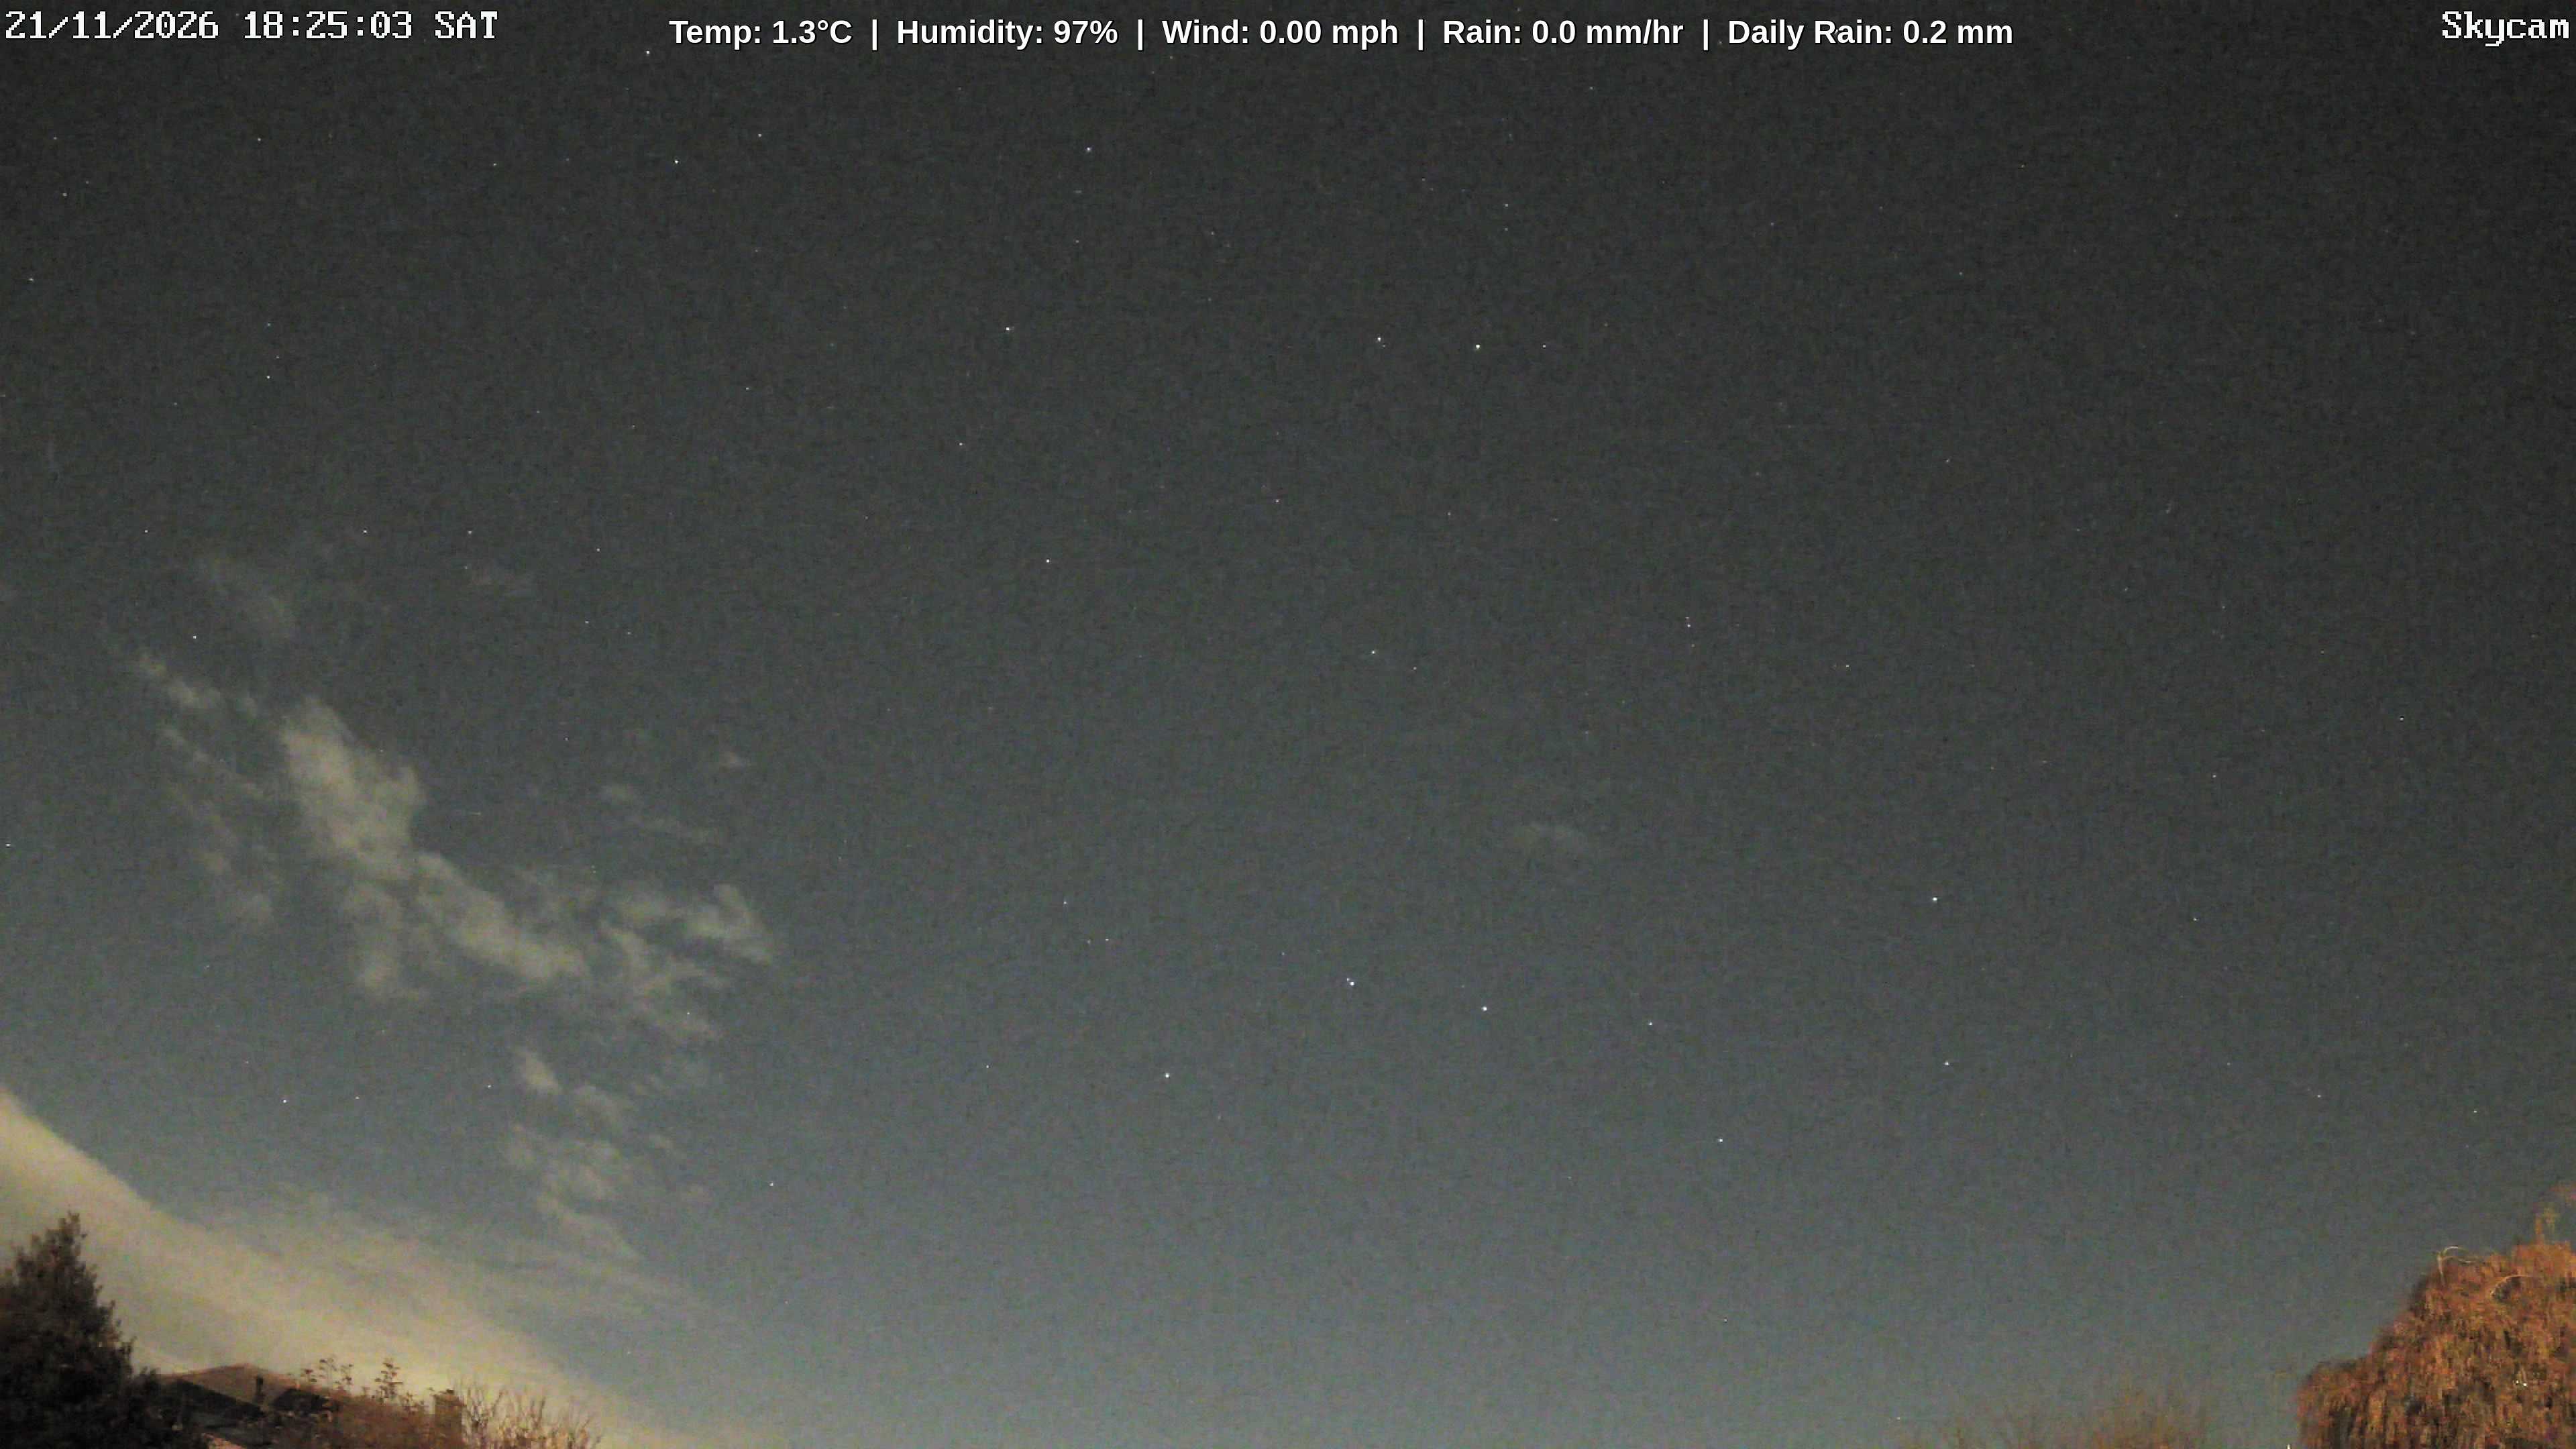 21/11/2026 18:25:03 SAT
Temp: 1.3°C | Humidity: 97% | Wind: 0.00 mph | Rain: 0.0 mm/hr | Daily Rain: 0.2 mm
Skycam